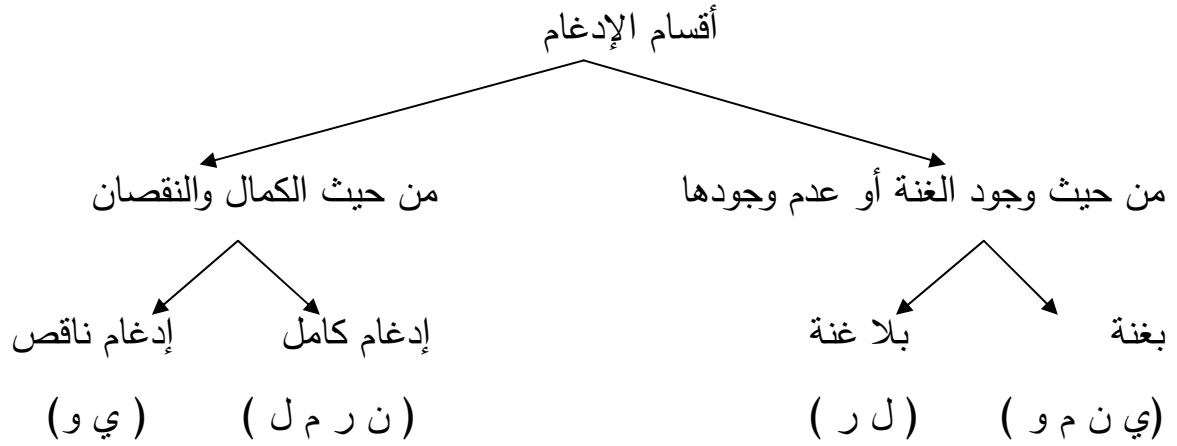 أقسام الإدغام
من حيث وجود الغنة أو عدم وجودها من حيث الكمال والنقصان
بغنة بلا غنة إدغام كامل إدغام ناقص
(ي ن م و ) ( ل ر ) ( ن ر م ل ) ( ي و)